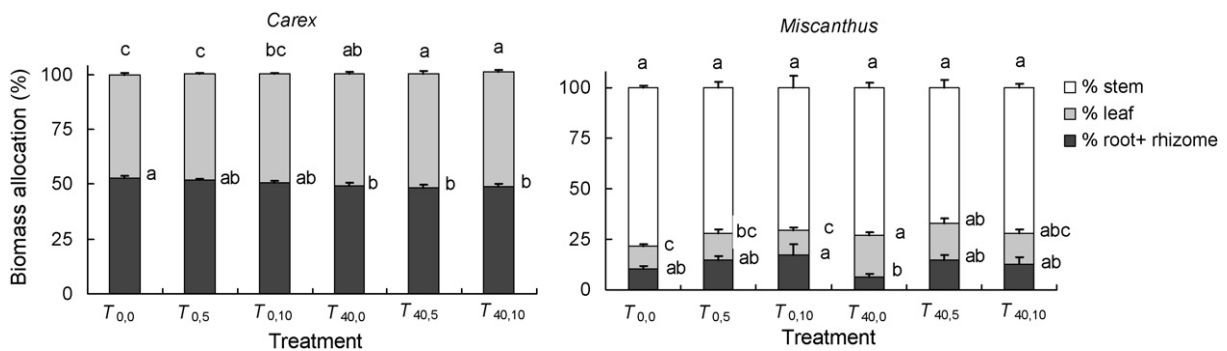 Carex
Miscanthus
c c bc ab a a
a a a a a a
Biomass allocation (%)
100
75
50
25
0
a ab ab b b b
100
75
50
25
0
c bc c a ab abc
ab ab a b ab ab
% stem
% leaf
% root+ rhizome
T0,0 T0,5 T0,10 T40,0 T40,5 T40,10
Treatment
T0,0 T0,5 T0,10 T40,0 T40,5 T40,10
Treatment